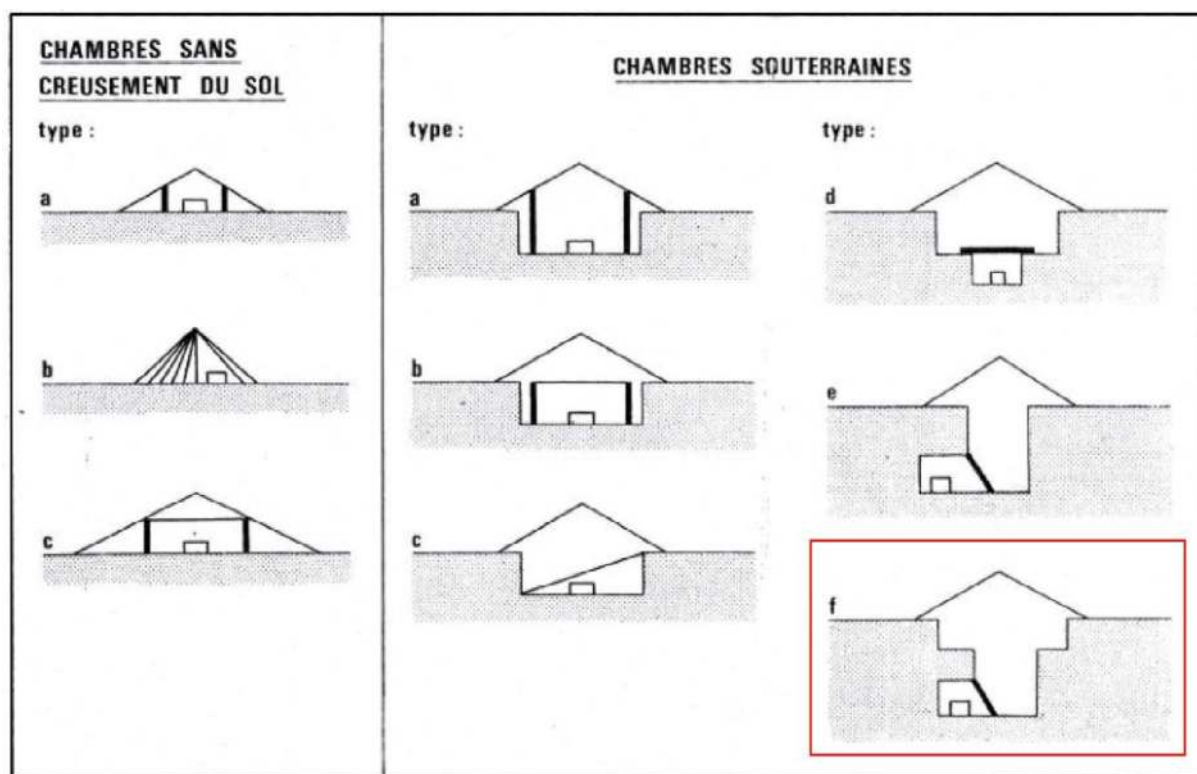 CHAMBRES SANS
CREUSEMENT DU SOL
type :
a
b
c
CHAMBRES SOUTERRAINES
type :
a
b
c
type :
d
e
f